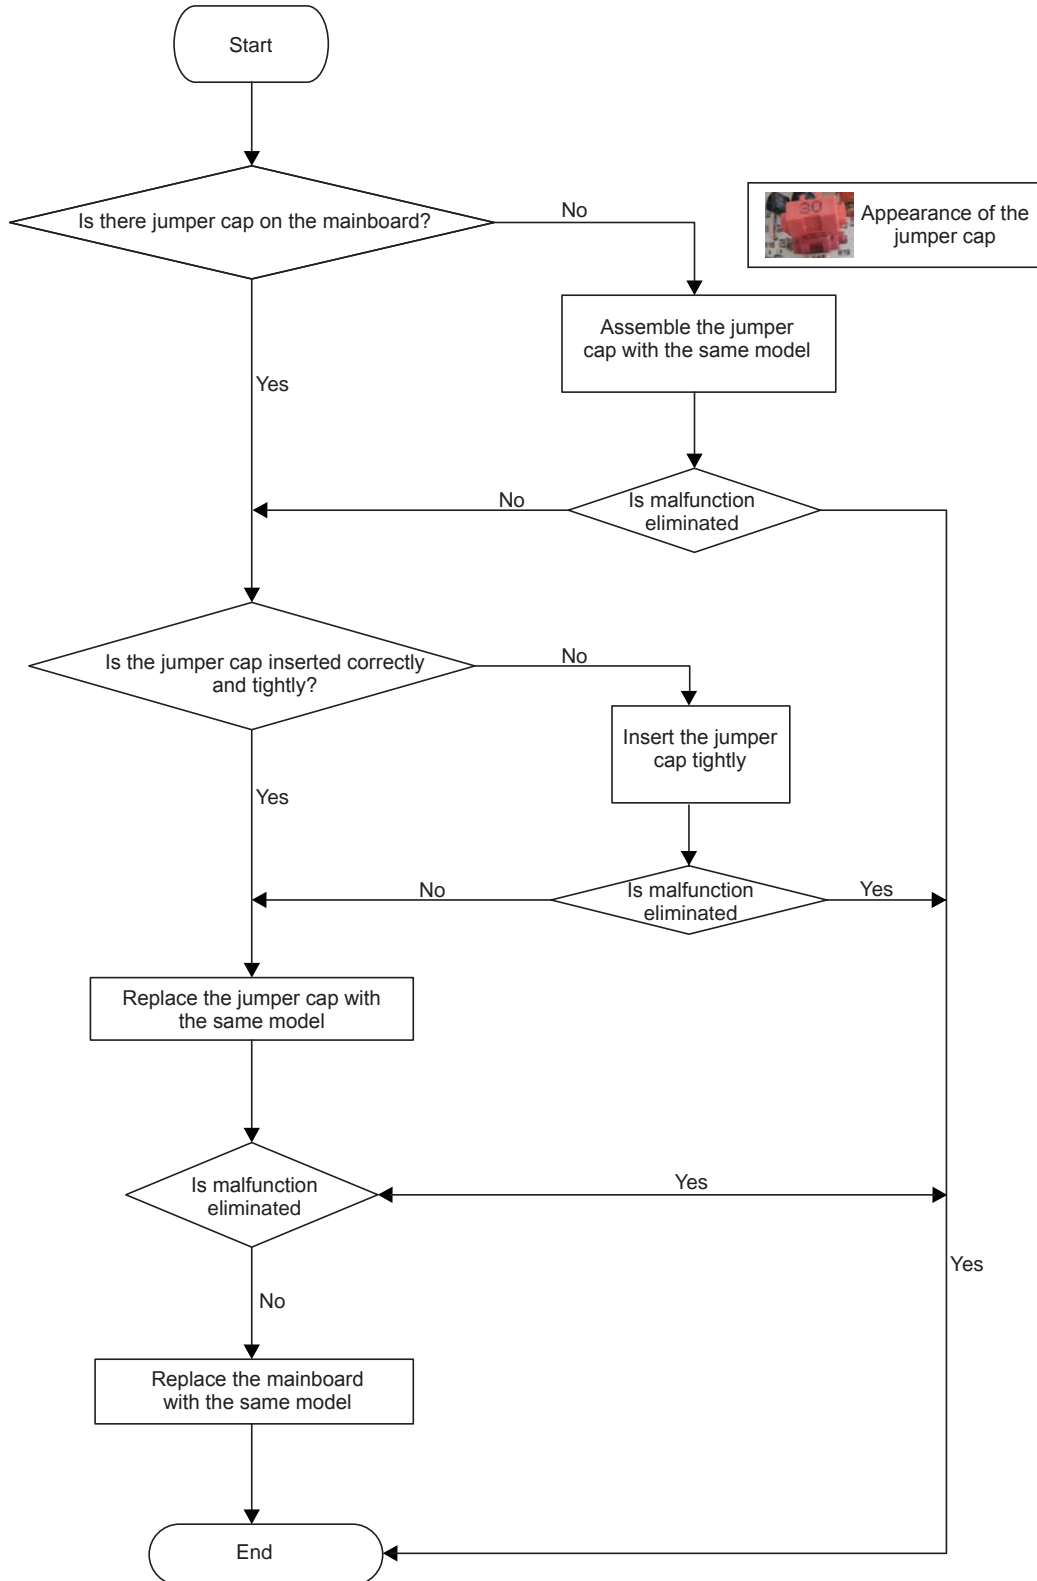 Start
Is there jumper cap on the mainboard?
No
30
Appearance of the
jumper cap
Assemble the jumper
cap with the same model
Yes
Is malfunction
eliminated
No
Is the jumper cap inserted correctly
and tightly?
No
Insert the jumper
cap tightly
Yes
Is malfunction
eliminated
No
Yes
Replace the jumper cap with
the same model
Is malfunction
eliminated
Yes
Yes
No
Replace the mainboard
with the same model
End